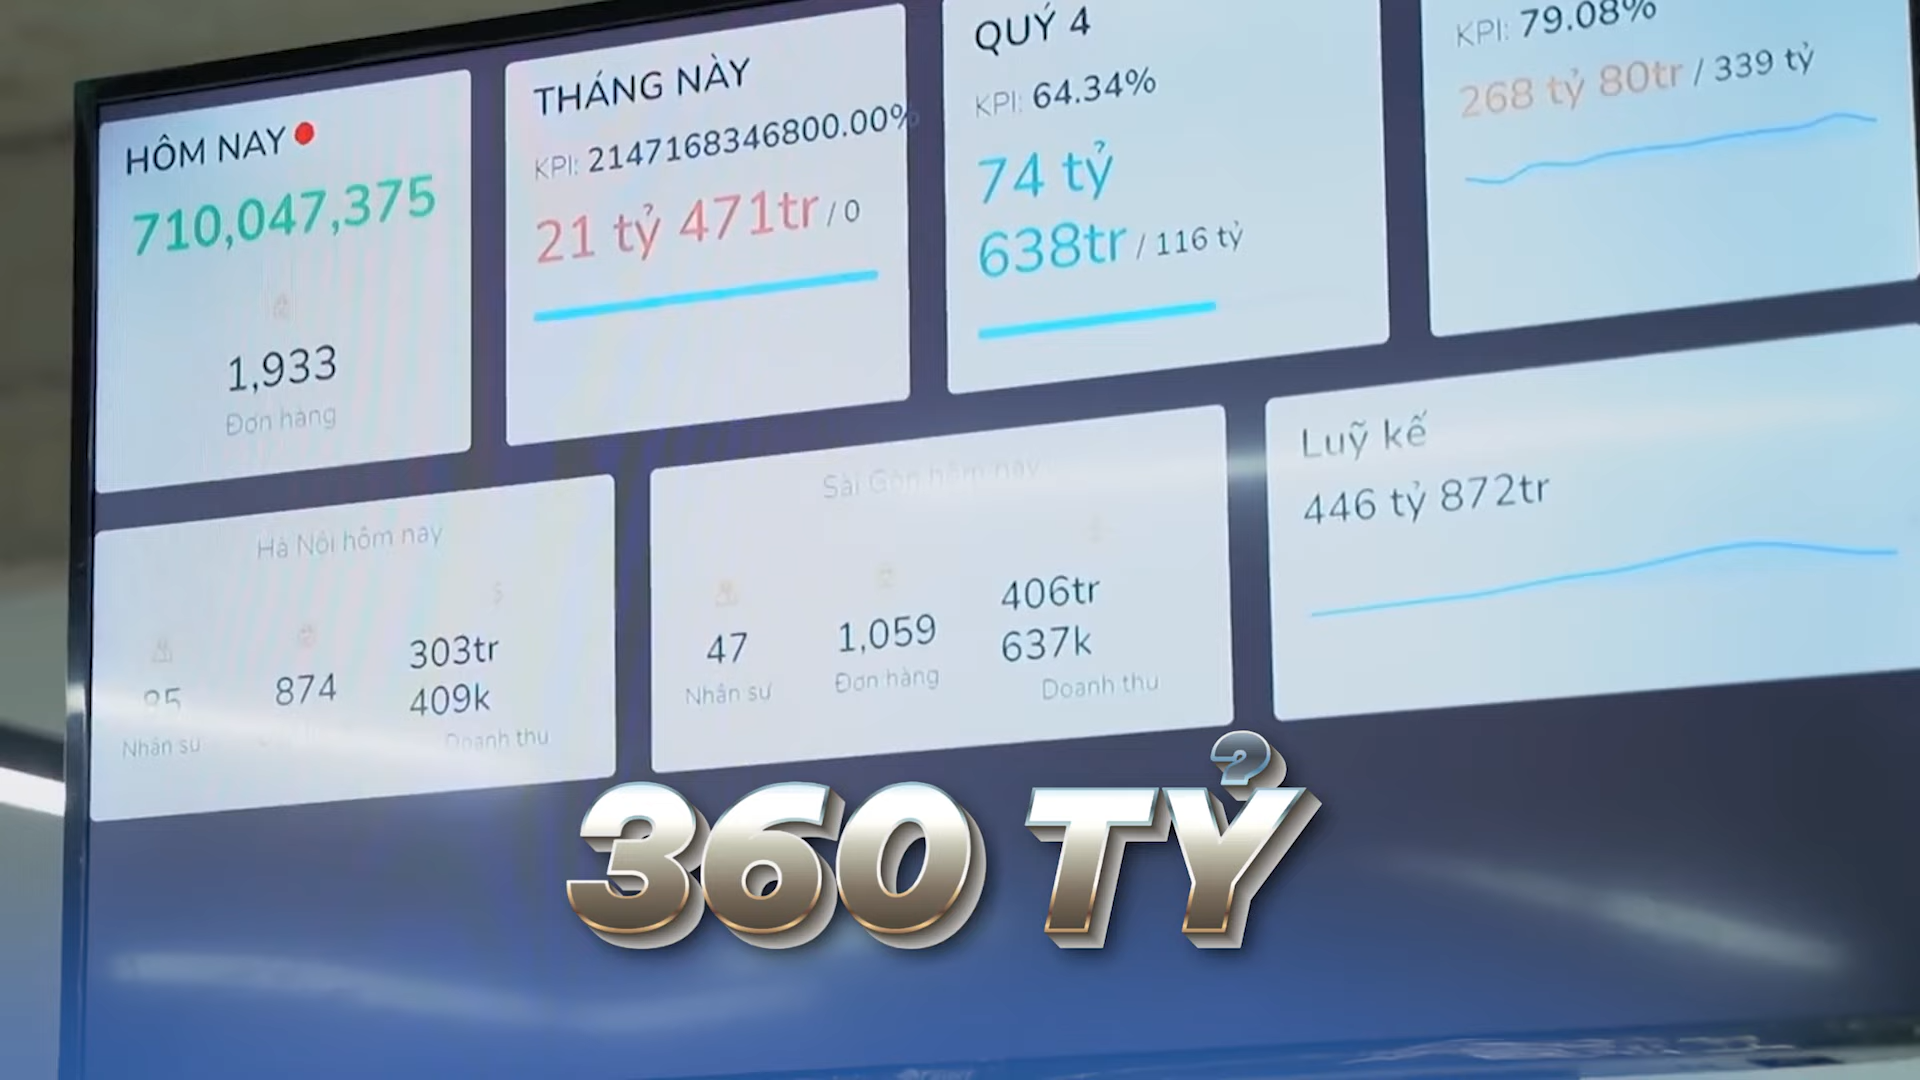 HÔM NAY
710,047,375
1,933
Đơn hàng
THÁNG NÀY
KPI: 2147168346800.00%
21 tỷ 471tr / 0
QUÝ 4
KPI: 64.34%
74 tỷ
638tr / 116 tỷ
KPI: 79.08%
268 tỷ 80tr / 339 tỷ
Hà Nội hôm nay
Nhân sự
874
303tr
409k
Doanh thu
Sài Gòn hôm nay
47
Nhân sự
1,059
Đơn hàng
406tr
637k
Doanh thu
Luỹ kế
446 tỷ 872tr
360 TỶ